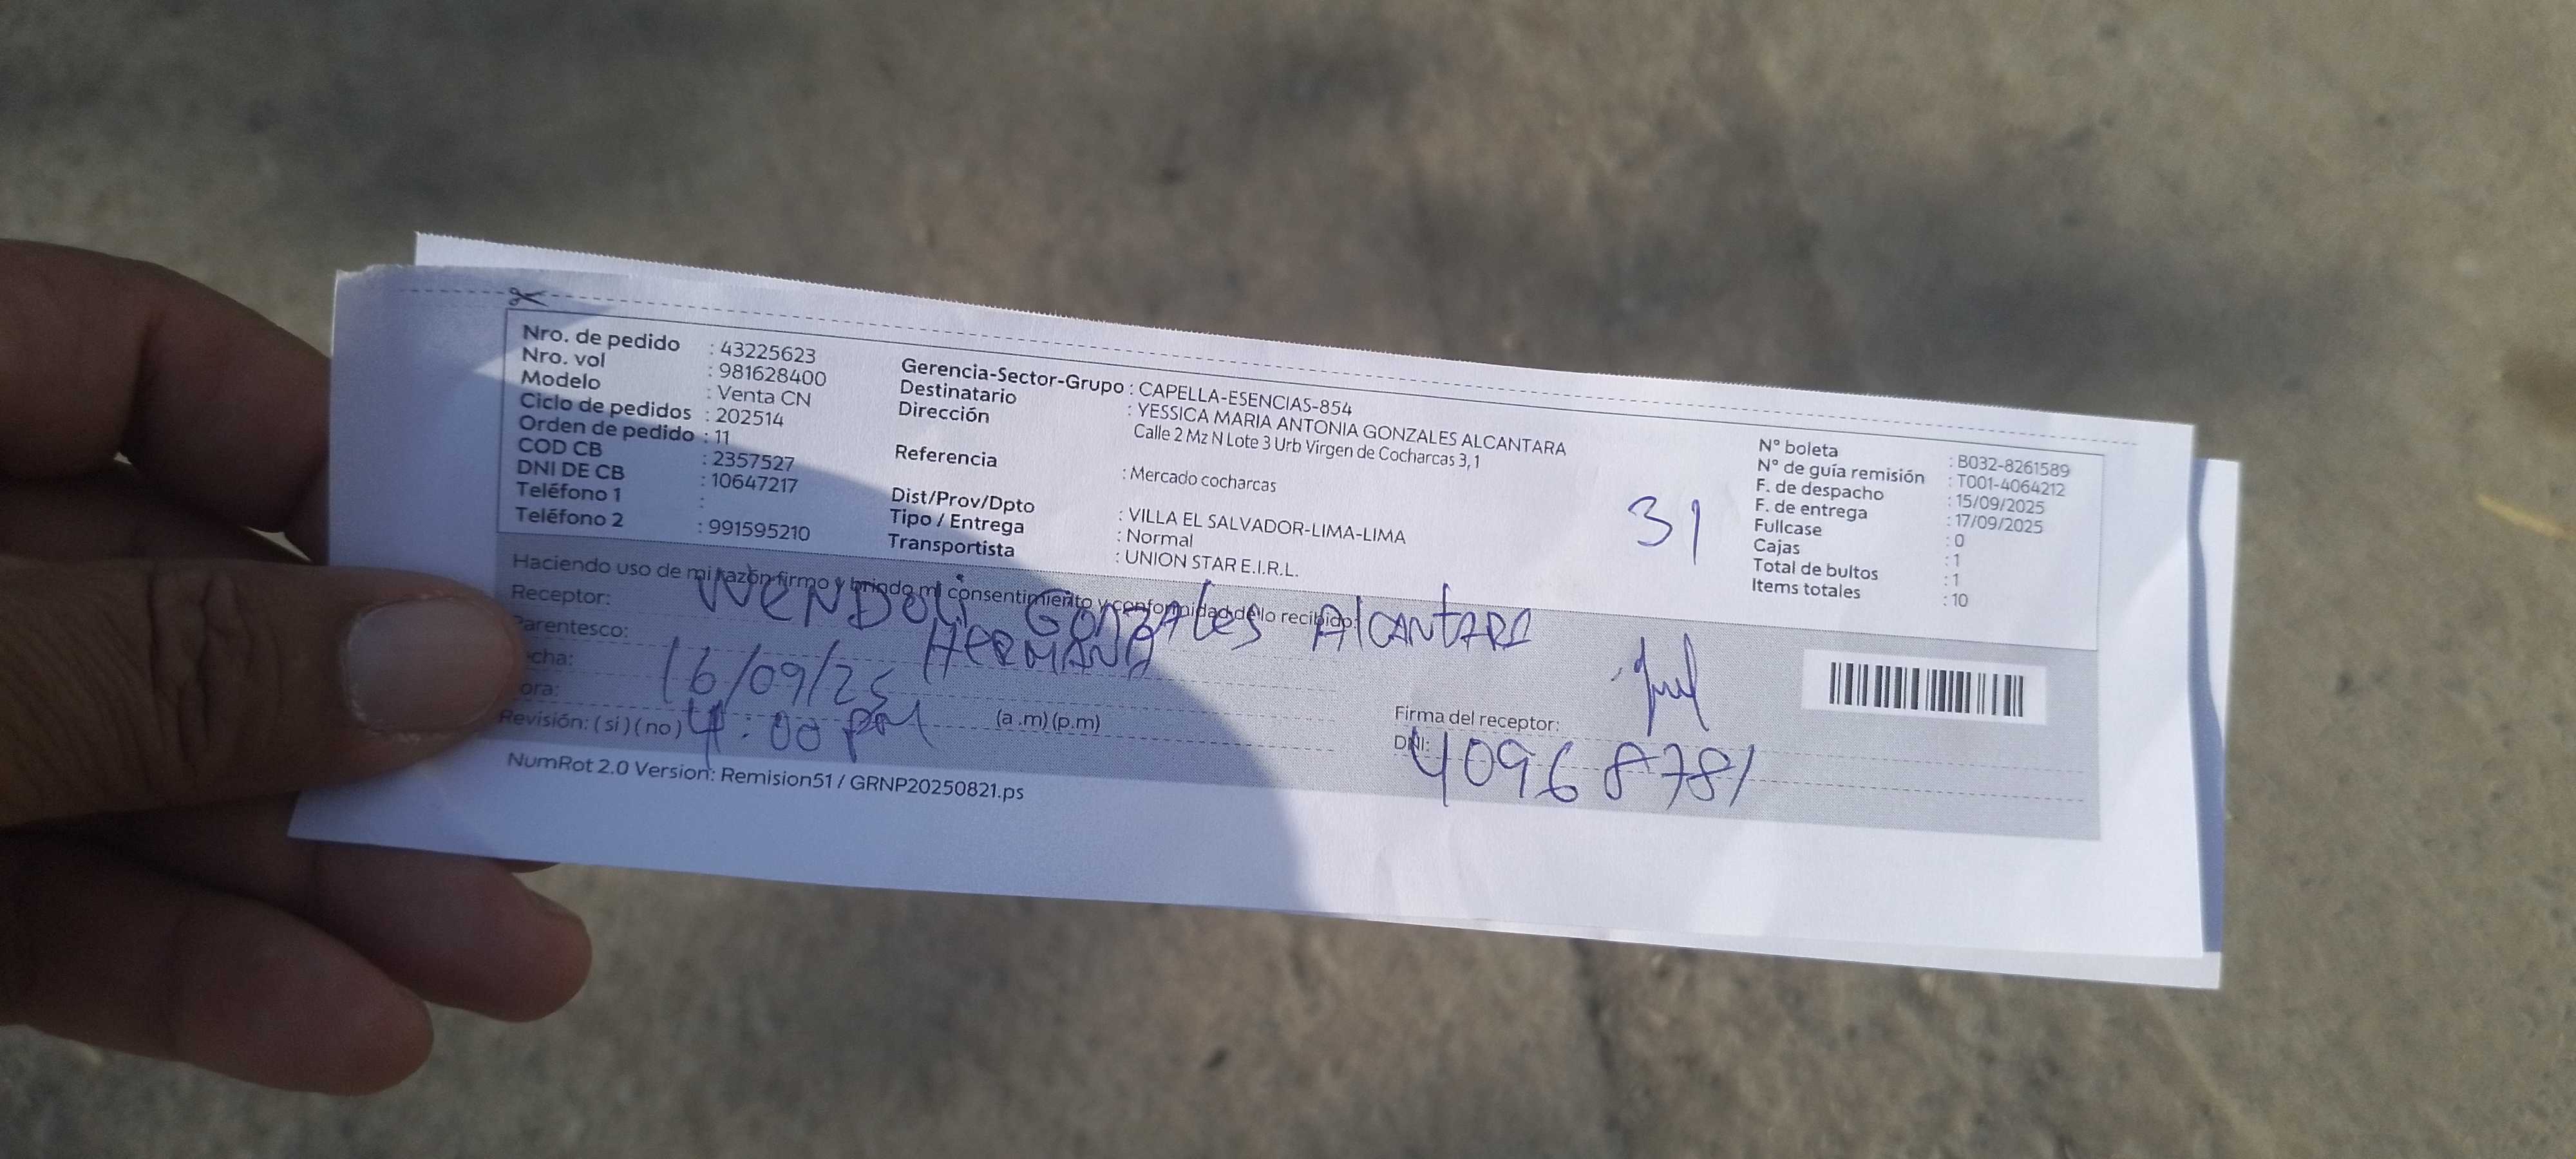 Nro. de pedido : 43225623
Nro. vol : 981628400
Modelo : Venta CN
Ciclo de pedidos : 202514
Orden de pedido : 11
COD CB : 2357527
DNI DE CB : 10647217
Teléfono 1 :
Teléfono 2 : 991595210
Gerencia-Sector-Grupo : CAPELLA-ESENCIAS-854
Destinatario : YESSICA MARIA ANTONIA GONZALES ALCANTARA
Dirección Calle 2 Mz N Lote 3 Urb Virgen de Cocharcas 3,1
Referencia : Mercado cocharcas
Dist/Prov/Dpto : VILLA EL SALVADOR-LIMA-LIMA
Tipo / Entrega : Normal
Transportista : UNION STAR E.I.R.L.
31
N° boleta : B032-8261589
N° de guía remisión : T001-4064212
F. de despacho : 15/09/2025
F. de entrega : 17/09/2025
Fullcase : 0
Cajas : 1
Total de bultos : 1
Items totales : 10
Haciendo uso de mi razón firmo y brindo mi consentimiento y conformidad de lo recibido:
Receptor: WENDOLi GonzAles AlCANtARA
Parentesco: HERMANA
cha: 16/09/25
ora: 4:00 PM (a .m) (p.m)
Revisión: ( si ) ( no )
Firma del receptor:
DNI: 40968781
NumRot 2.0 Version: Remision51 / GRNP20250821.ps